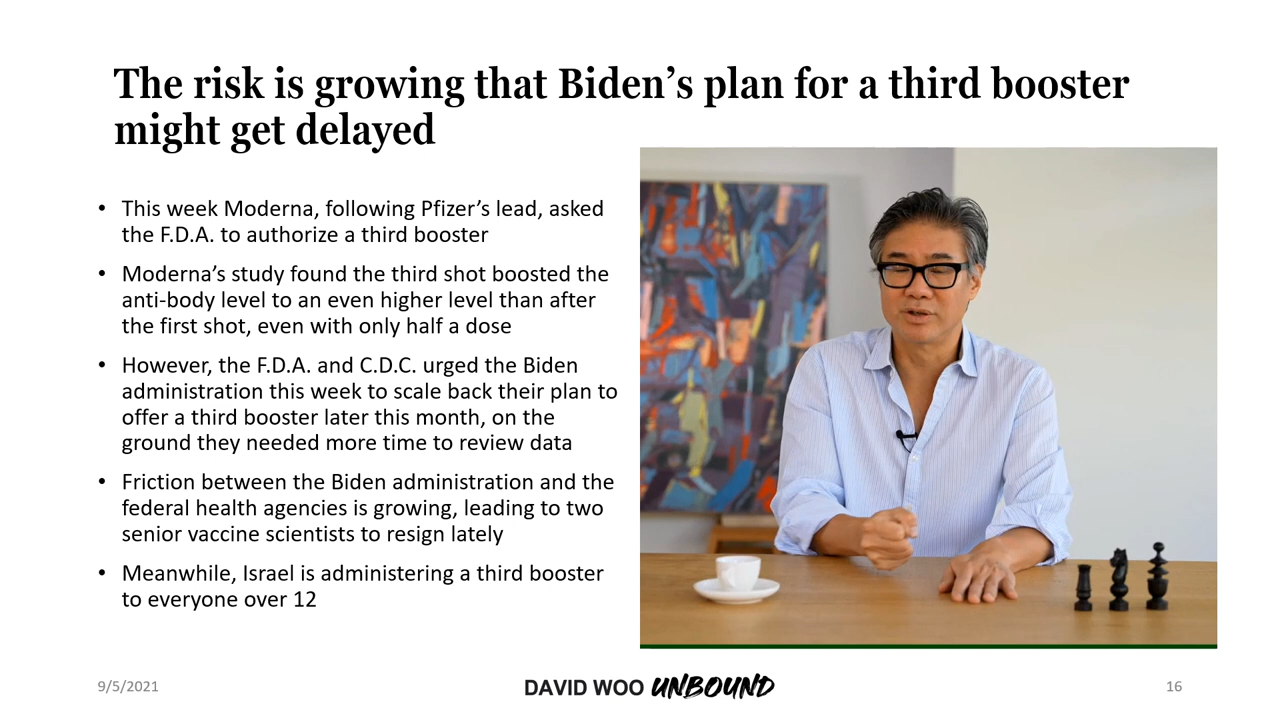 The risk is growing that Biden’s plan for a third booster
might get delayed
• This week Moderna, following Pfizer’s lead, asked
the F.D.A. to authorize a third booster
• Moderna’s study found the third shot boosted the
anti-body level to an even higher level than after
the first shot, even with only half a dose
• However, the F.D.A. and C.D.C. urged the Biden
administration this week to scale back their plan to
offer a third booster later this month, on the
ground they needed more time to review data
• Friction between the Biden administration and the
federal health agencies is growing, leading to two
senior vaccine scientists to resign lately
• Meanwhile, Israel is administering a third booster
to everyone over 12
9/5/2021
DAVID WOO UNBOUND
16